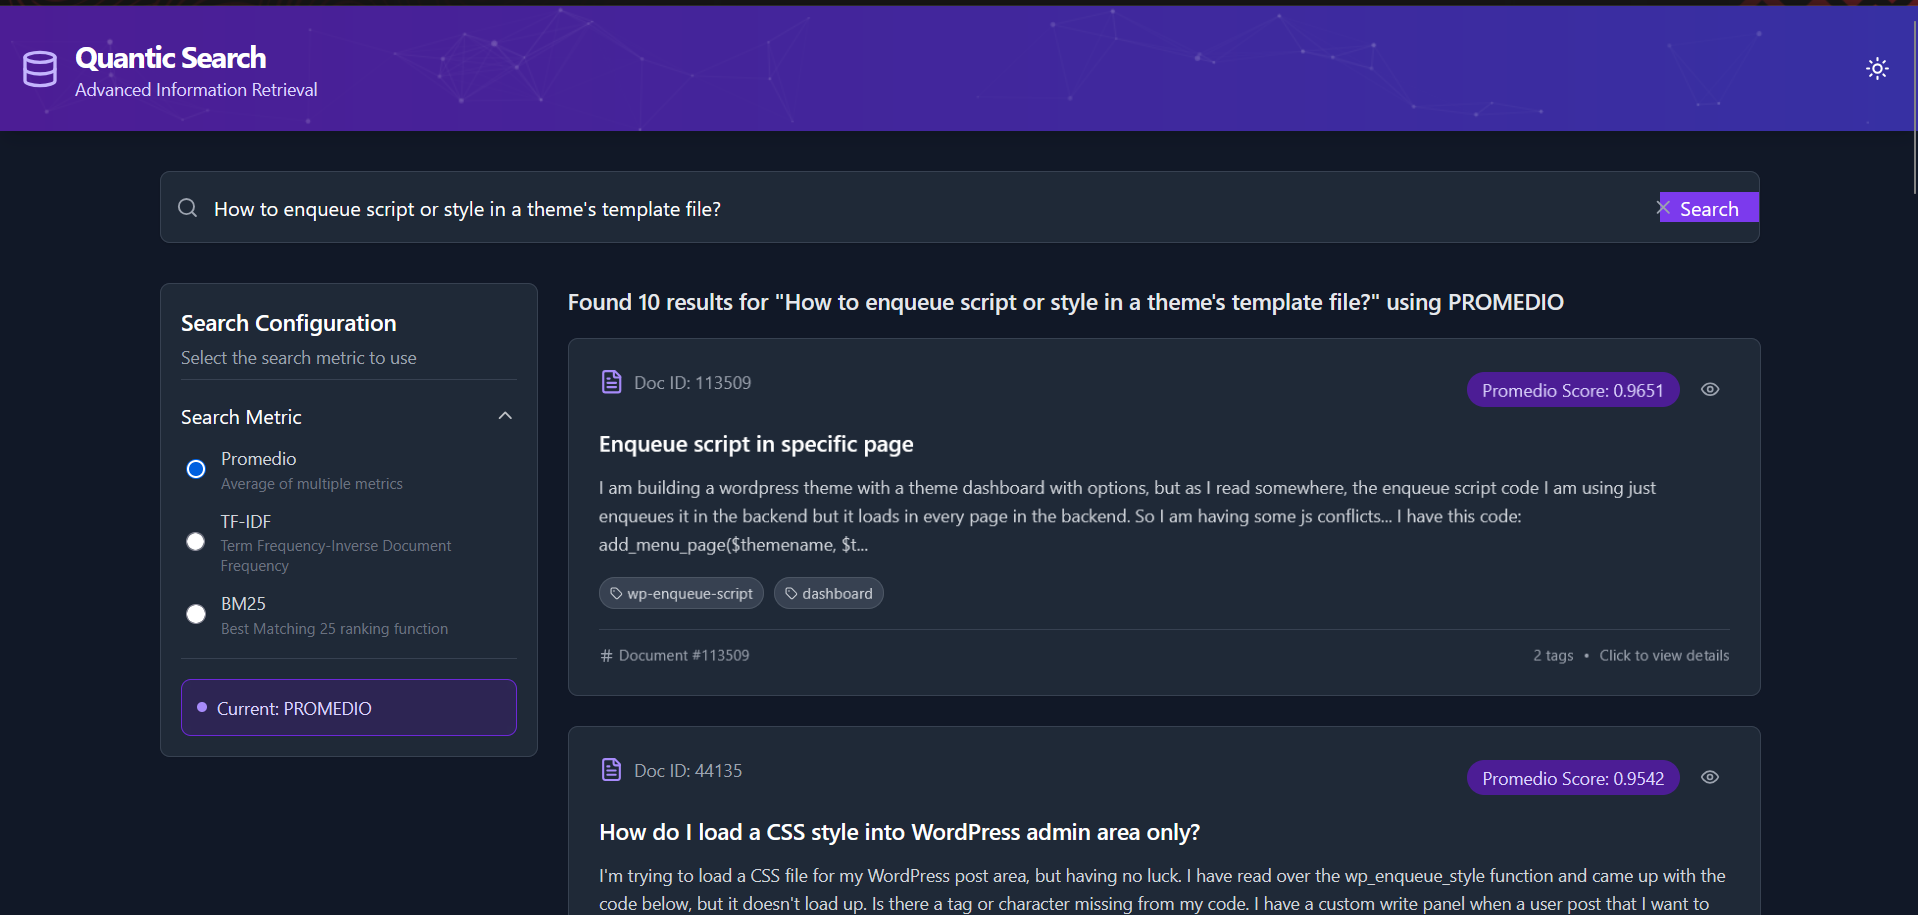 Quantic Search
Advanced Information Retrieval
How to enqueue script or style in a theme's template file?
Search
Search Configuration
Select the search metric to use
Search Metric
Promedio
Average of multiple metrics
TF-IDF
Term Frequency-Inverse Document
Frequency
BM25
Best Matching 25 ranking function
Current: PROMEDIO
Found 10 results for "How to enqueue script or style in a theme's template file?" using PROMEDIO
Doc ID: 113509
Promedio Score: 0.9651
Enqueue script in specific page
I am building a wordpress theme with a theme dashboard with options, but as I read somewhere, the enqueue script code I am using just
enqueues it in the backend but it loads in every page in the backend. So I am having some js conflicts... I have this code:
add_menu_page($themename, $t...
wp-enqueue-script
dashboard
# Document #113509
2 tags • Click to view details
Doc ID: 44135
Promedio Score: 0.9542
How do I load a CSS style into WordPress admin area only?
I'm trying to load a CSS file for my WordPress post area, but having no luck. I have read over the wp_enqueue_style function and came up with the
code below, but it doesn't load up. Is there a tag or character missing from my code. I have a custom write panel when a user post that I want to